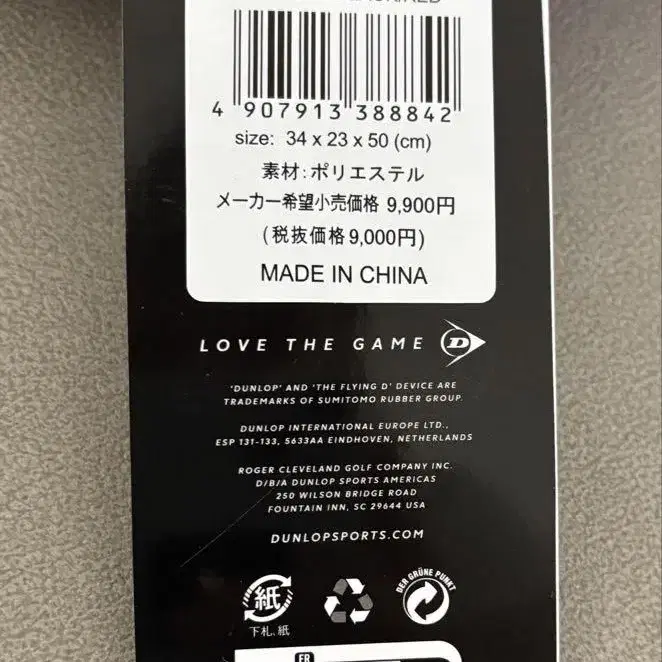 4 907913 388842
size: 34 x 23 x 50 (cm)
素材:ポリエステル
メーカー希望小売価格 9,900円
(税抜価格9,000円)
MADE IN CHINA
LOVE THE GAME D
'DUNLOP' AND 'THE FLYING D' DEVICE ARE
TRADEMARKS OF SUMITOMO RUBBER GROUP.
DUNLOP INTERNATIONAL EUROPE LTD.,
ESP 131-133, 5633AA EINDHOVEN, NETHERLANDS
ROGER CLEVELAND GOLF COMPANY INC.
D/B/A DUNLOP SPORTS AMERICAS
250 WILSON BRIDGE ROAD
FOUNTAIN INN, SC 29644 USA
DUNLOPSPORTS.COM
紙
下札、紙
DER GRÜNE PUNKT
FR